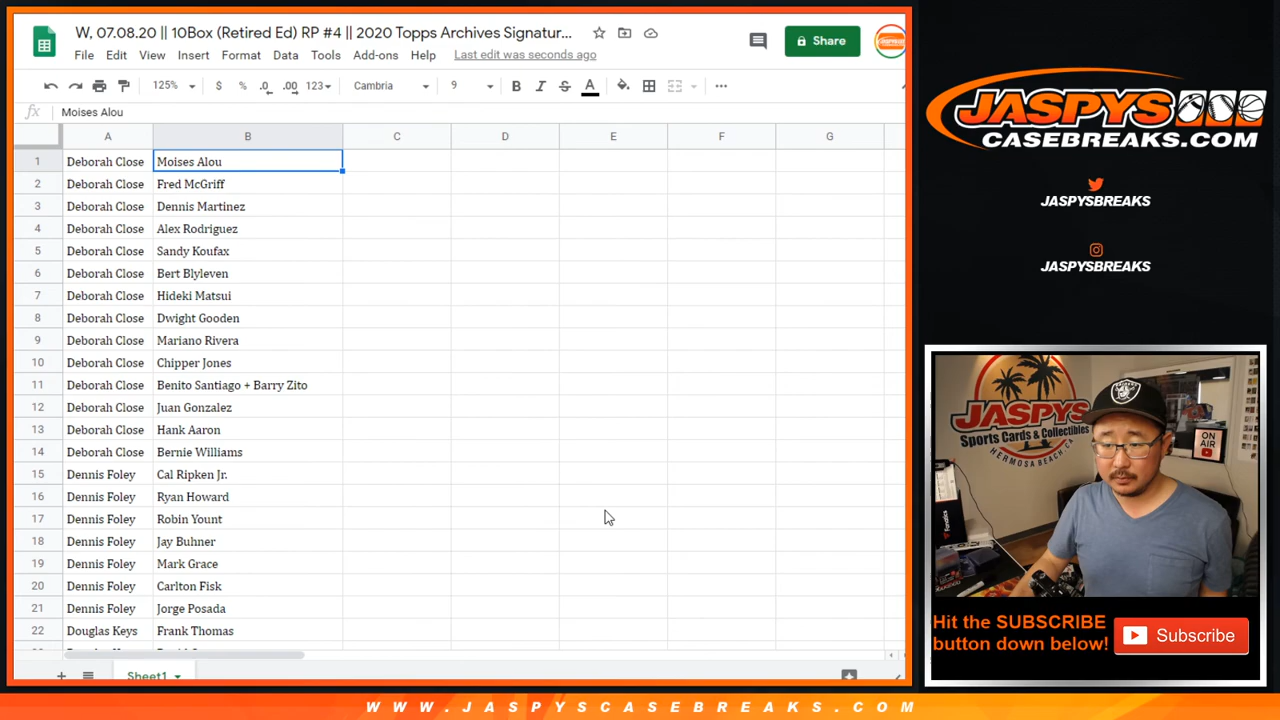 W, 07.08.20 || 10Box (Retired Ed) RP #4 || 2020 Topps Archives Signatur...
File Edit View Insert Format Data Tools Add-ons Help Last edit was seconds ago
Share
125% $ % .0 .00 123 Cambria 9 B I S A ...
fx Moises Alou
A B C D E F G
1 Deborah Close Moises Alou
2 Deborah Close Fred McGriff
3 Deborah Close Dennis Martinez
4 Deborah Close Alex Rodriguez
5 Deborah Close Sandy Koufax
6 Deborah Close Bert Blyleven
7 Deborah Close Hideki Matsui
8 Deborah Close Dwight Gooden
9 Deborah Close Mariano Rivera
10 Deborah Close Chipper Jones
11 Deborah Close Benito Santiago + Barry Zito
12 Deborah Close Juan Gonzalez
13 Deborah Close Hank Aaron
14 Deborah Close Bernie Williams
15 Dennis Foley Cal Ripken Jr.
16 Dennis Foley Ryan Howard
17 Dennis Foley Robin Yount
18 Dennis Foley Jay Buhner
19 Dennis Foley Mark Grace
20 Dennis Foley Carlton Fisk
21 Dennis Foley Jorge Posada
22 Douglas Keys Frank Thomas
Sheet1
JASPYS
CASEBREAKS.COM
JASPYSBREAKS
JASPYSBREAKS
JASPYS
Sports Cards & Collectibles
HERMOSA BEACH, CA
ON AIR
Fanatics
Hit the SUBSCRIBE
button down below!
Subscribe
WWW.JASPYSCASEBREAKS.COM